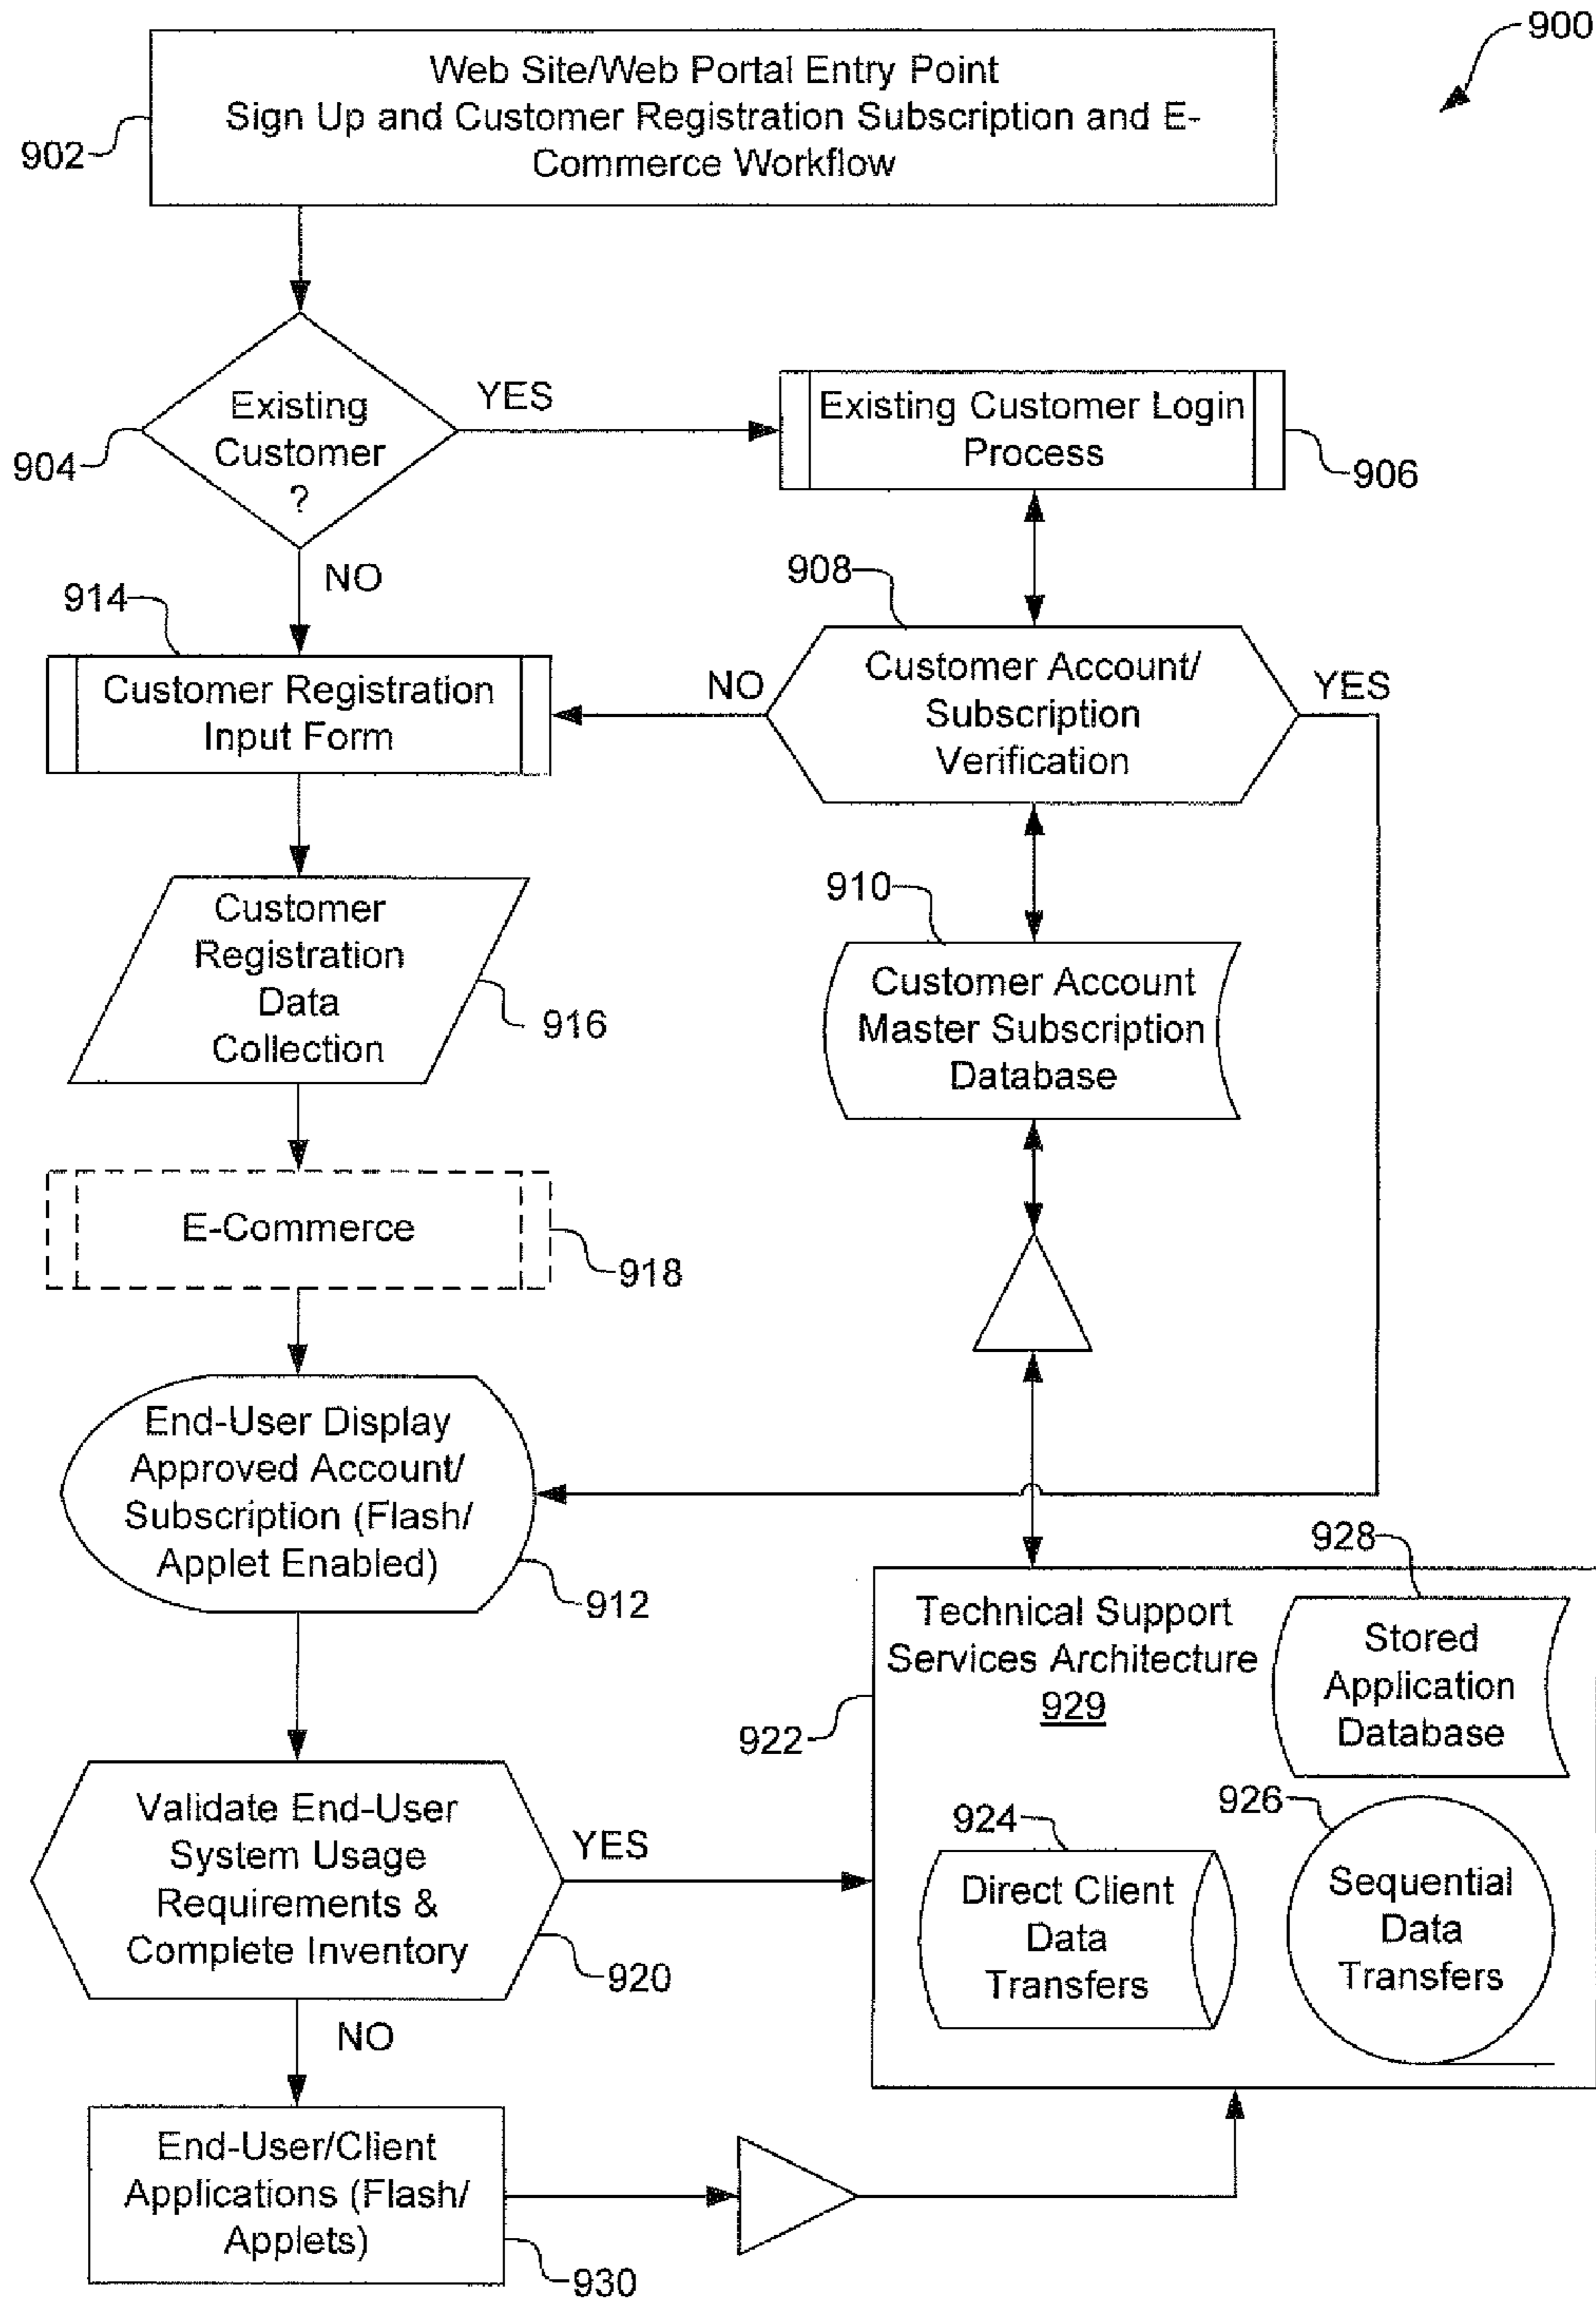 900
Web Site/Web Portal Entry Point
Sign Up and Customer Registration Subscription and E-
Commerce Workflow
902
Existing
Customer
?
904
YES
Existing Customer Login
Process
906
NO
914
908
Customer Registration
Input Form
NO
Customer Account/
Subscription
Verification
YES
Customer
Registration
Data
Collection
916
910
Customer Account
Master Subscription
Database
E-Commerce
918
End-User Display
Approved Account/
Subscription (Flash/
Applet Enabled)
912
Technical Support
Services Architecture
929
922
928
Stored
Application
Database
Validate End-User
System Usage
Requirements &
Complete Inventory
920
YES
924
Direct Client
Data
Transfers
926
Sequential
Data
Transfers
NO
End-User/Client
Applications (Flash/
Applets)
930